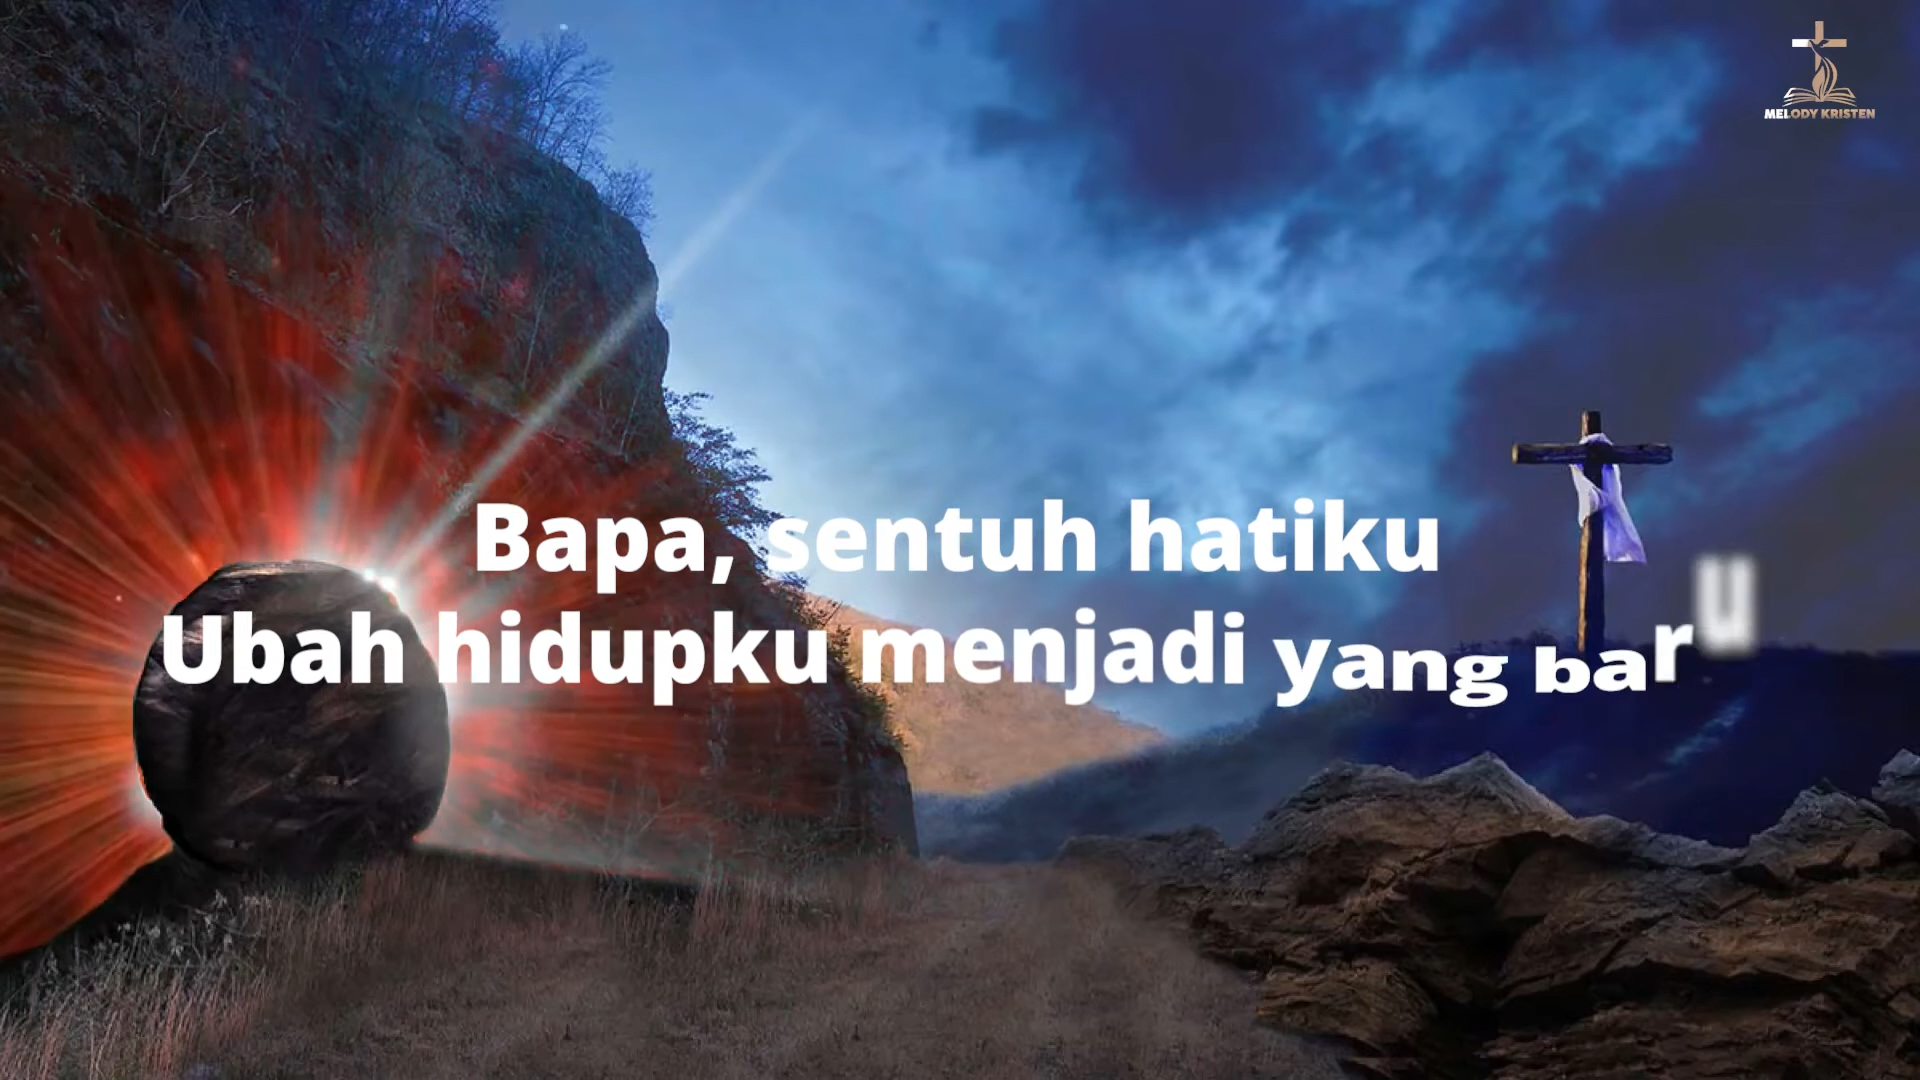 MELODY KRISTEN
Bapa, sentuh hatiku
Ubah hidupku menjadi yang baru